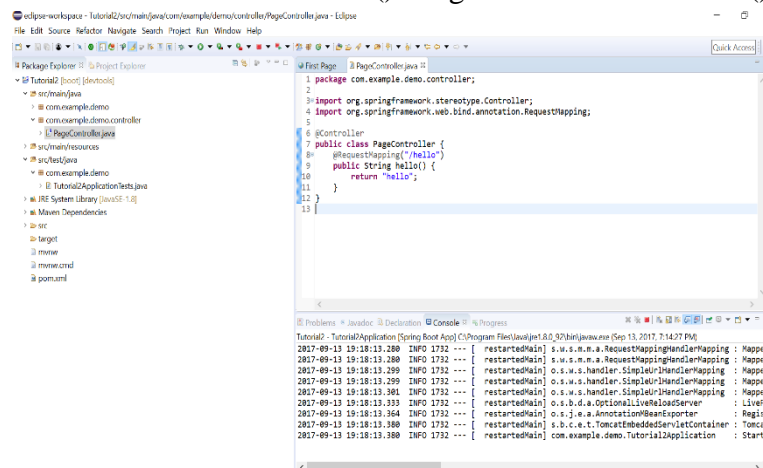 eclipse-workspace - Tutorial2/src/main/java/com/example/demo/controller/PageController.java - Eclipse
File Edit Source Refactor Navigate Search Project Run Window Help
Quick Access
Package Explorer Project Explorer
Tutorial2 [boot] [devtools]
src/main/java
com.example.demo
com.example.demo.controller
PageController.java
src/main/resources
src/test/java
com.example.demo
Tutorial2ApplicationTests.java
JRE System Library [JavaSE-1.8]
Maven Dependencies
src
target
mvnw
mvnw.cmd
pom.xml
First Page PageController.java
1 package com.example.demo.controller;
2
3 import org.springframework.stereotype.Controller;
4 import org.springframework.web.bind.annotation.RequestMapping;
5
6 @Controller
7 public class PageController {
8 @RequestMapping("/hello")
9 public String hello() {
10 return "hello";
11 }
12 }
13
Problems Javadoc Declaration Console Progress
Tutorial2 - Tutorial2Application [Spring Boot App] C:\Program Files\Java\jre1.8.0_92\bin\javaw.exe (Sep 13, 2017, 7:14:27 PM)
2017-09-13 19:18:13.280 INFO 1732 --- [ restartedMain] s.w.s.m.m.a.RequestMappingHandlerMapping : Mappe
2017-09-13 19:18:13.280 INFO 1732 --- [ restartedMain] s.w.s.m.m.a.RequestMappingHandlerMapping : Mappe
2017-09-13 19:18:13.299 INFO 1732 --- [ restartedMain] o.s.w.s.handler.SimpleUrlHandlerMapping : Mappe
2017-09-13 19:18:13.299 INFO 1732 --- [ restartedMain] o.s.w.s.handler.SimpleUrlHandlerMapping : Mappe
2017-09-13 19:18:13.301 INFO 1732 --- [ restartedMain] o.s.w.s.handler.SimpleUrlHandlerMapping : Mappe
2017-09-13 19:18:13.333 INFO 1732 --- [ restartedMain] o.s.b.d.a.OptionalLiveReloadServer : LiveR
2017-09-13 19:18:13.364 INFO 1732 --- [ restartedMain] o.s.j.e.a.AnnotationMBeanExporter : Regis
2017-09-13 19:18:13.380 INFO 1732 --- [ restartedMain] s.b.c.e.t.TomcatEmbeddedServletContainer : Tomca
2017-09-13 19:18:13.380 INFO 1732 --- [ restartedMain] com.example.demo.Tutorial2Application : Start